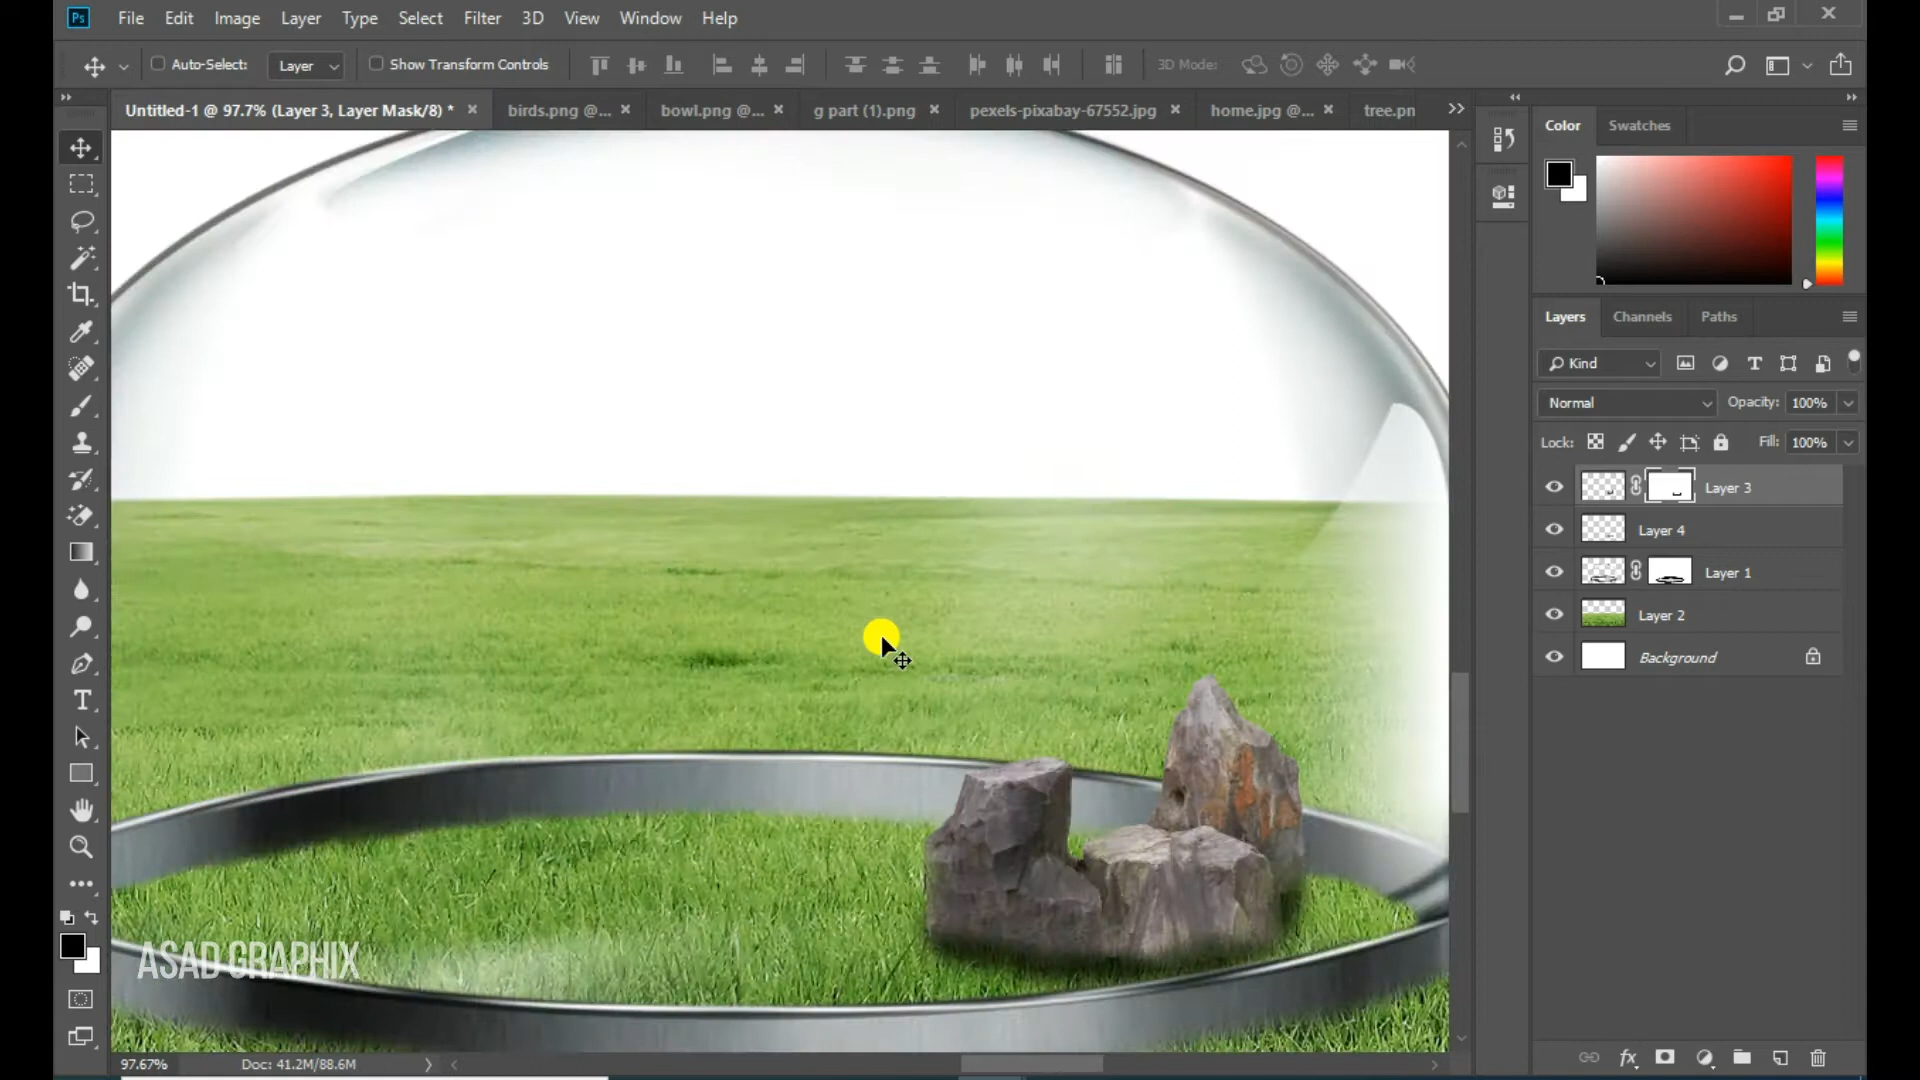 Ps File Edit Image Layer Type Select Filter 3D View Window Help
Auto-Select: Layer Show Transform Controls 3D Mode:
Untitled-1 @ 97.7% (Layer 3, Layer Mask/8) * birds.png @... bowl.png @... g part (1).png pexels-pixabay-67552.jpg home.jpg @... tree.pn
Color Swatches
Layers Channels Paths
Kind
Normal Opacity: 100%
Lock: Fill: 100%
Layer 3
Layer 4
Layer 1
Layer 2
Background
ASAD GRAPHIX
97.67% Doc: 41.2M/88.6M